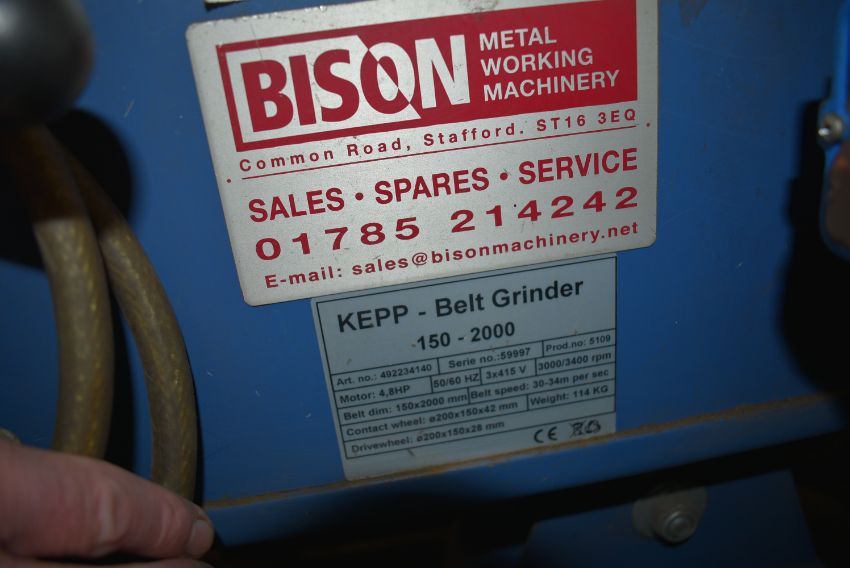 BISON
METAL
WORKING
MACHINERY
Common Road, Stafford. ST16 3EQ
SALES • SPARES • SERVICE
01785 214242
E-mail: sales@bisonmachinery.net
KEPP - Belt Grinder
150 - 2000
Art. no.: 492234140 Serie no.:59997 Prod.no: 5109
Motor: 4,8HP 50/60 HZ 3x415 V 3000/3400 rpm
Belt dim: 150x2000 mm Belt speed: 30-34m per sec
Contact wheel: ø200x150x42 mm Weight: 114 KG
Drivewheel: ø200x150x28 mm CE